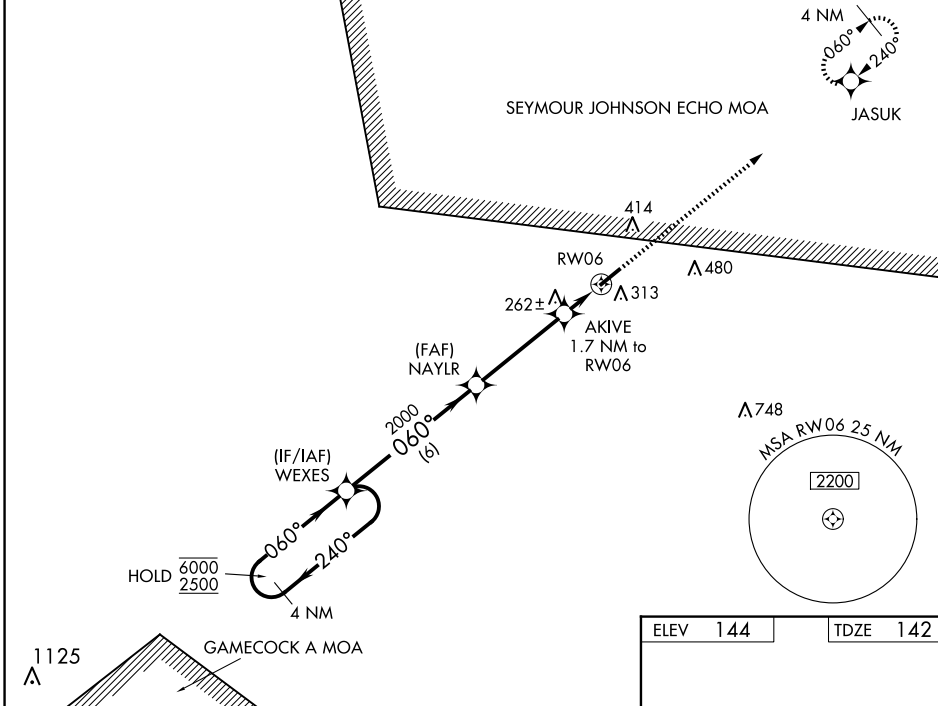 4 NM
060°
240°
JASUK
SEYMOUR JOHNSON ECHO MOA
414
RW06
480
313
262±
AKIVE
1.7 NM to
RW06
(FAF)
NAYLR
2000
060°
(6)
748
MSA RW06 25 NM
2200
(IF/IAF)
WEXES
060°
240°
HOLD 6000
2500
4 NM
ELEV 144
TDZE 142
GAMECOCK A MOA
1125